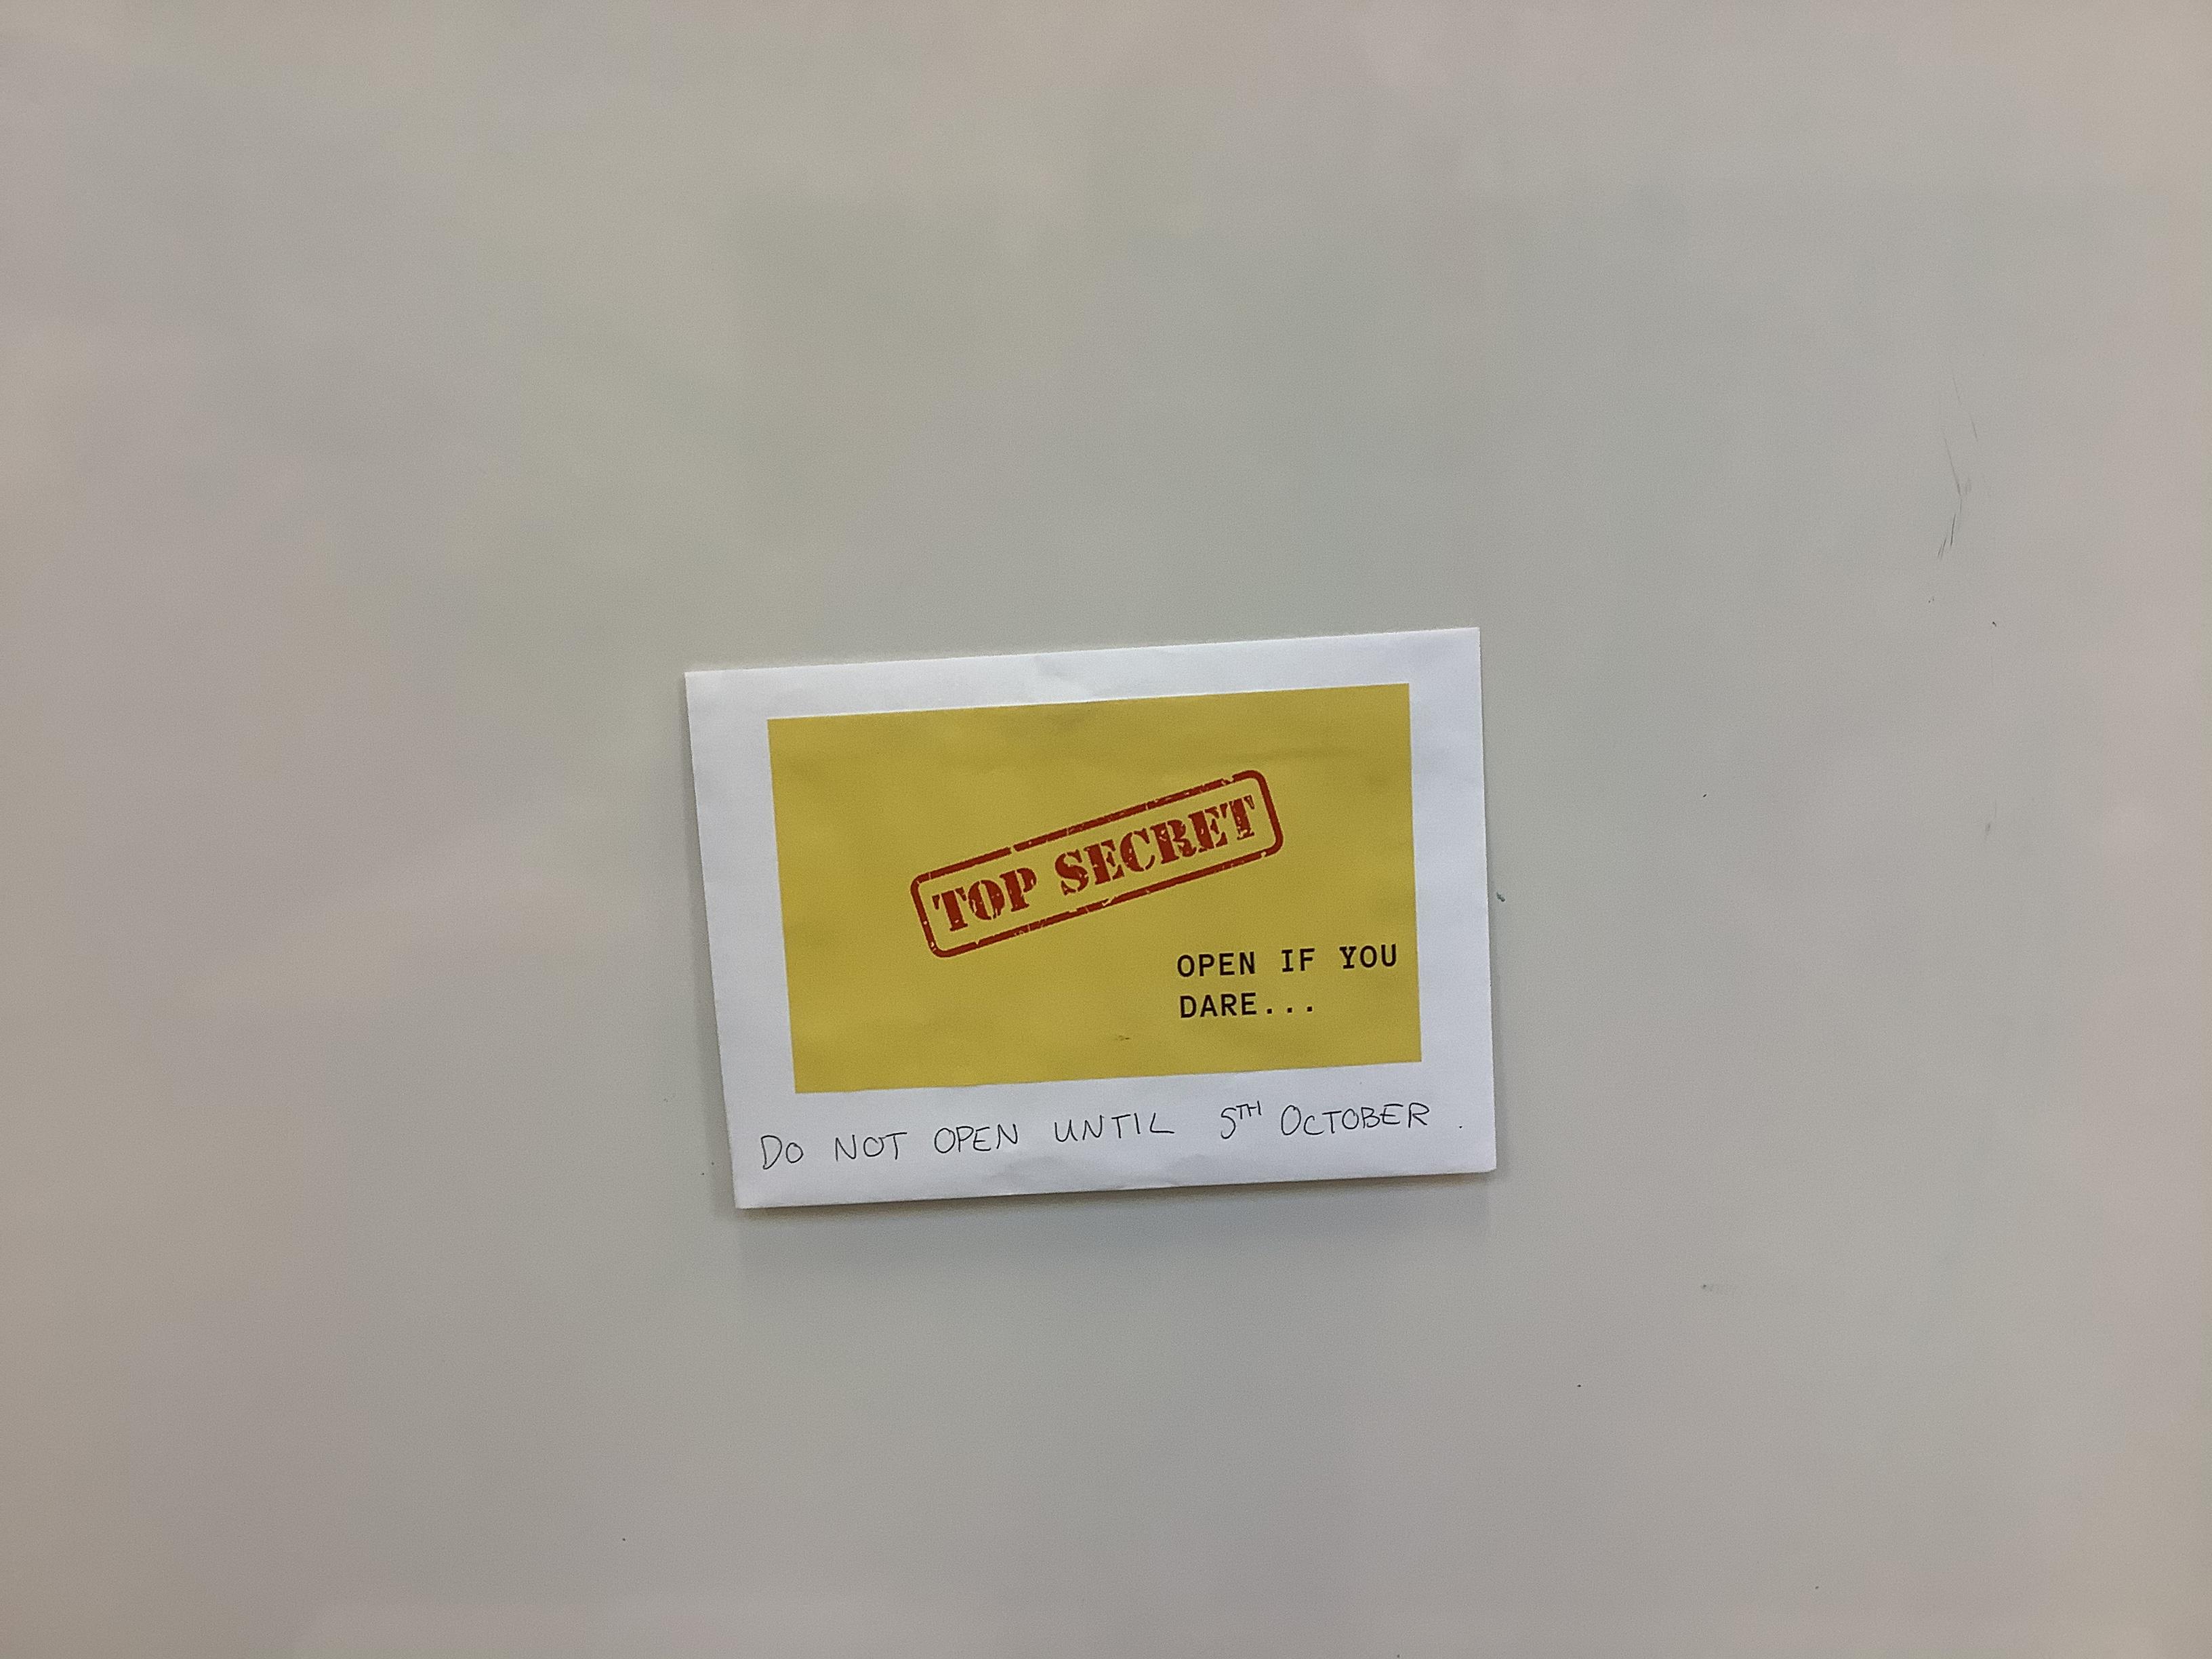 TOP SECRET
OPEN IF YOU
DARE...
DO NOT OPEN UNTIL 5TH OCTOBER.